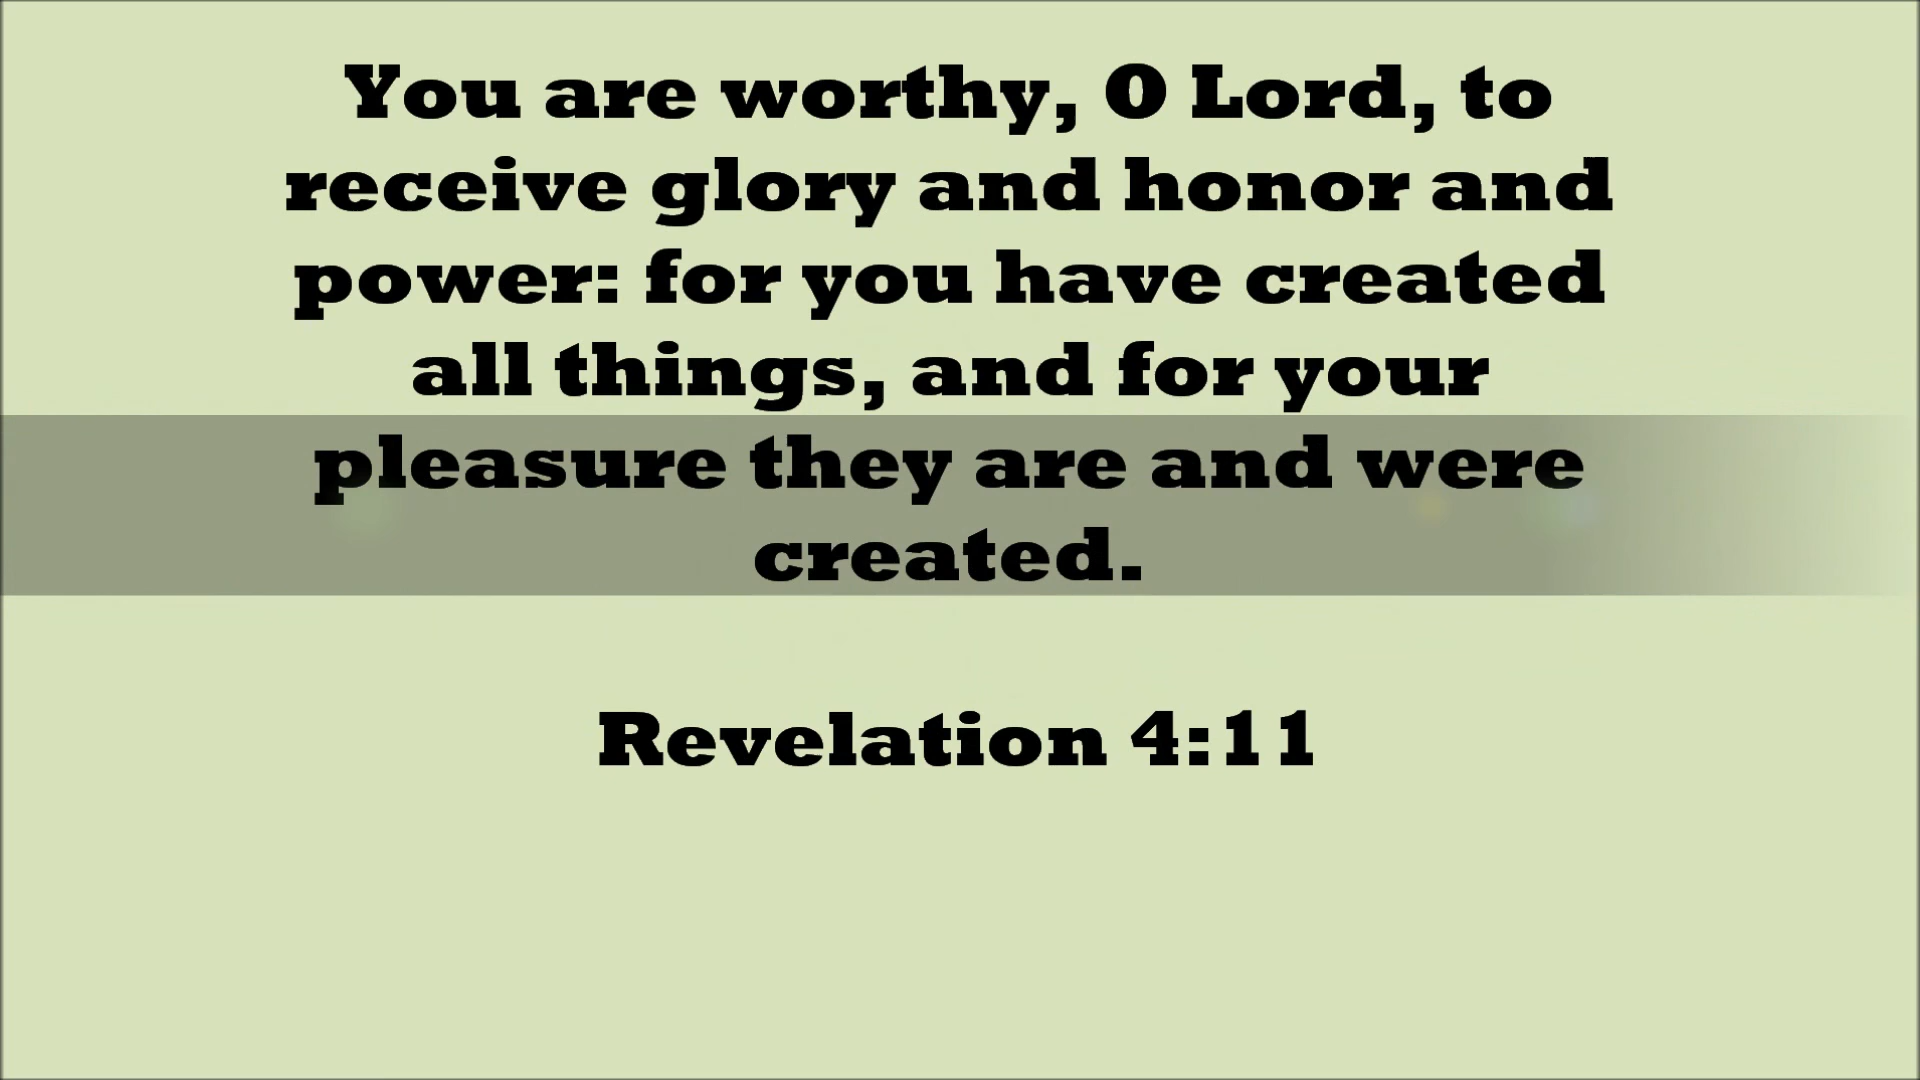 You are worthy, O Lord, to
receive glory and honor and
power: for you have created
all things, and for your
pleasure they are and were
created.
Revelation 4:11